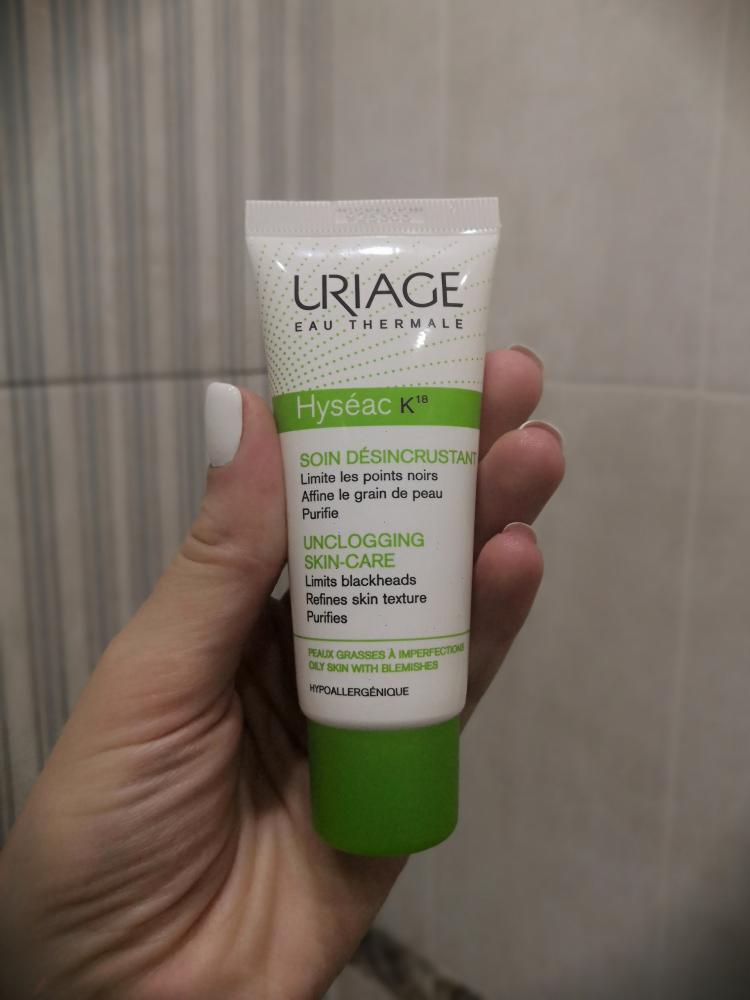 URIAGE
EAU THERMALE
Hyséac K18
SOIN DÉSINCRUSTANT
Limite les points noirs
Affine le grain de peau
Purifie
UNCLOGGING
SKIN-CARE
Limits blackheads
Refines skin texture
Purifies
PEAUX GRASSES À IMPERFECTIONS
OILY SKIN WITH BLEMISHES
HYPOALLERGÉNIQUE